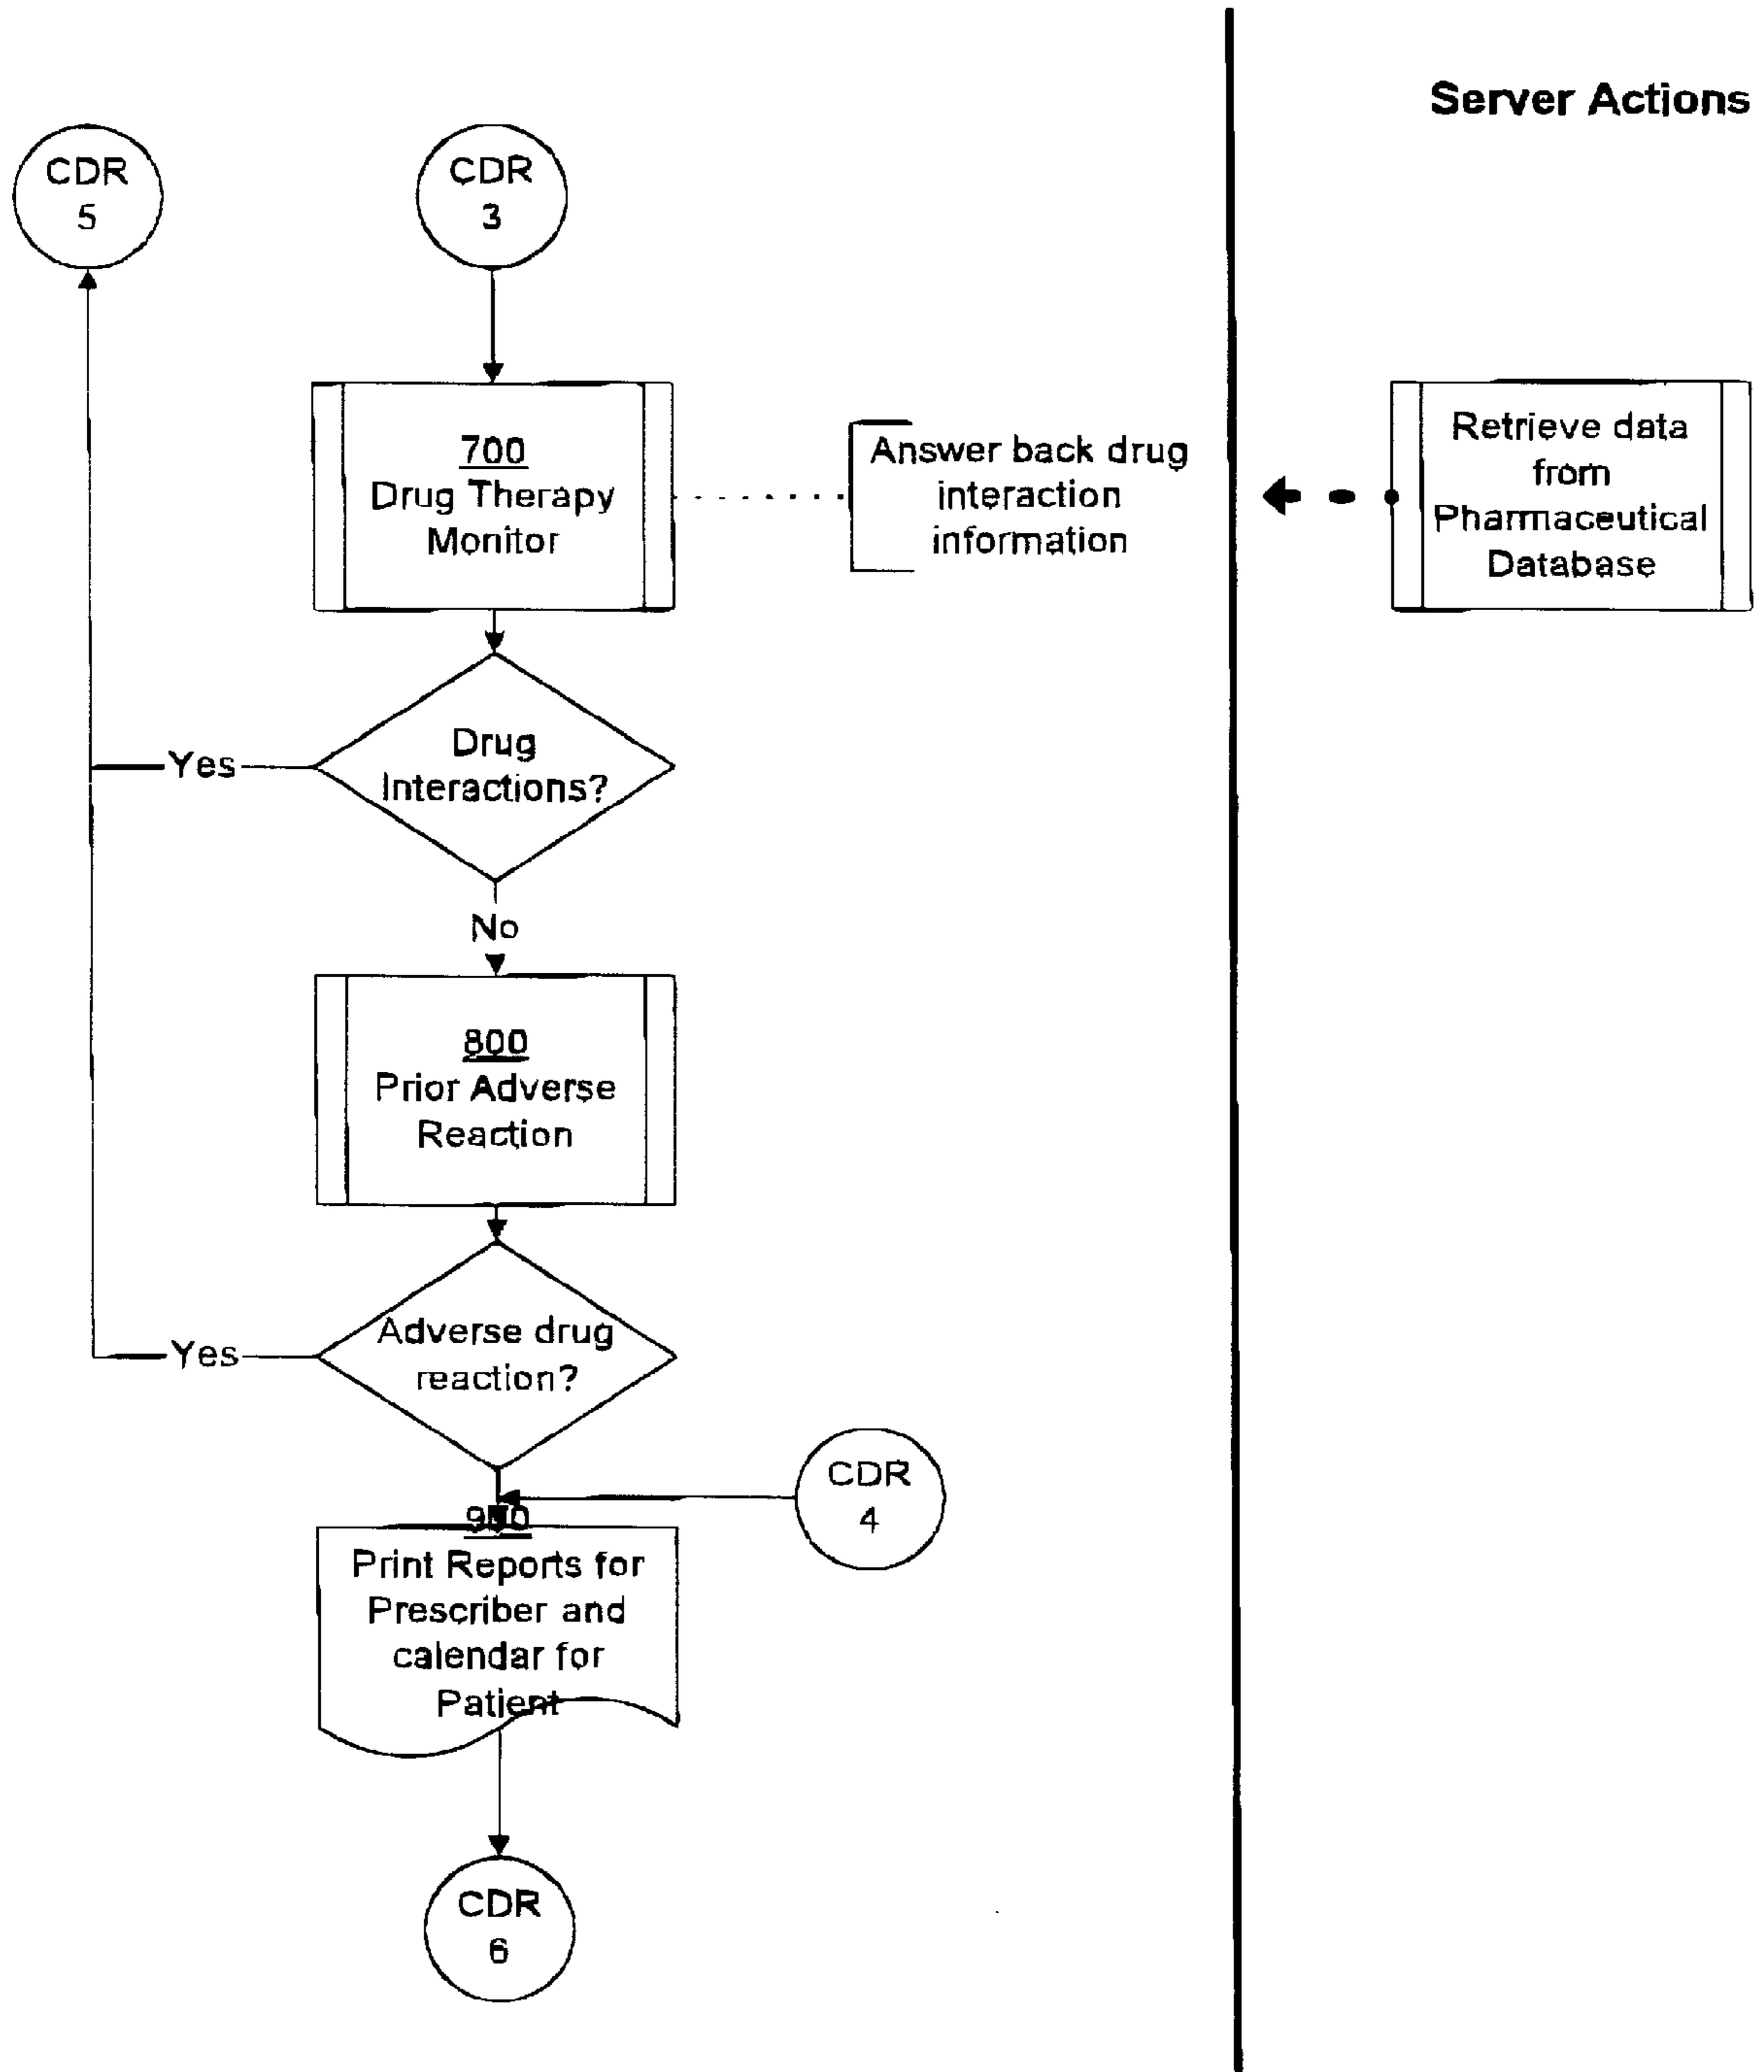 Server Actions
CDR
5
CDR
3
700
Drug Therapy
Monitor
Answer back drug
interaction
information
Retrieve data
from
Pharmaceutical
Database
Drug
Interactions?
Yes
No
800
Prior Adverse
Reaction
Adverse drug
reaction?
Yes
CDR
4
Print Reports for
Prescriber and
calendar for
Patient
CDR
6